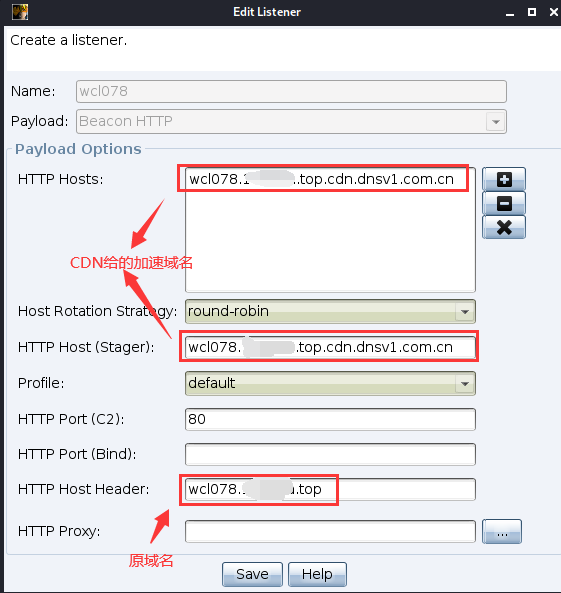 Edit Listener
Create a listener.
Name: wcl078
Payload: Beacon HTTP
Payload Options
HTTP Hosts: wcl078.1 .top.cdn.dnsv1.com.cn
CDN给的加速域名
Host Rotation Strategy: round-robin
HTTP Host (Stager): wcl078. .top.cdn.dnsv1.com.cn
Profile: default
HTTP Port (C2): 80
HTTP Port (Bind):
HTTP Host Header: wcl078. .top
HTTP Proxy: ...
原域名
Save Help